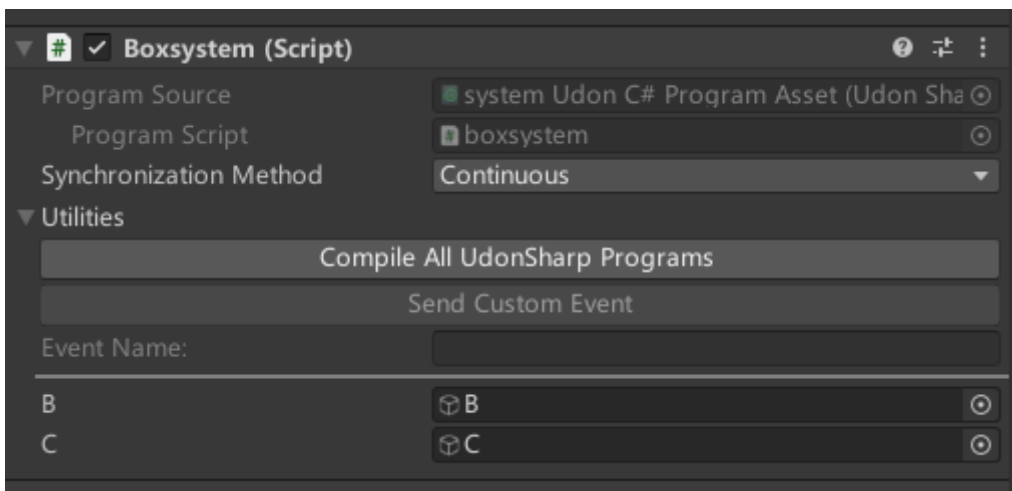 Boxsystem (Script)
Program Source system Udon C# Program Asset (Udon Sha
Program Script boxsystem
Synchronization Method Continuous
Utilities
Compile All UdonSharp Programs
Send Custom Event
Event Name:
B B
C C